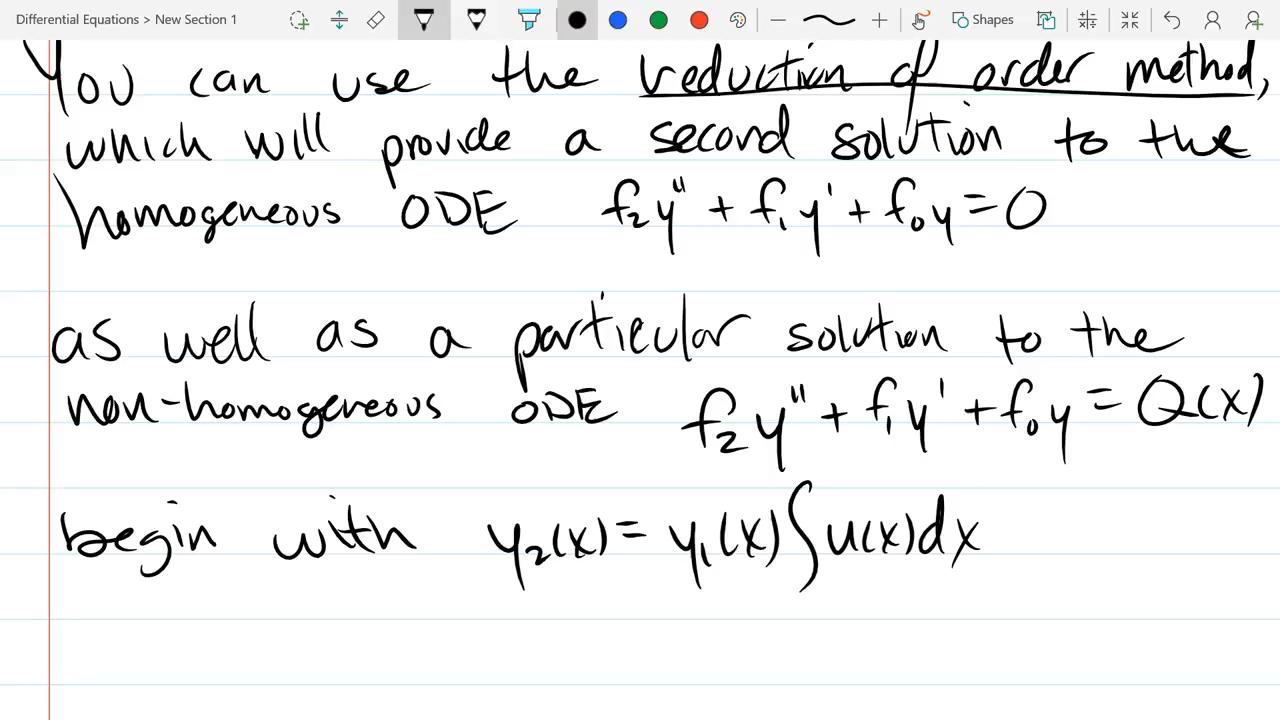 Differential Equations > New Section 1
Shapes
You can use the reduction of order method,
which will provide a second solution to the
homogeneous ODE f₂y" + f₁y' + f₀y = 0
as well as a particular solution to the
non-homogeneous ODE f₂y" + f₁y' + f₀y = Q(x)
begin with y₂(x) = y₁(x) ∫ u(x) dx